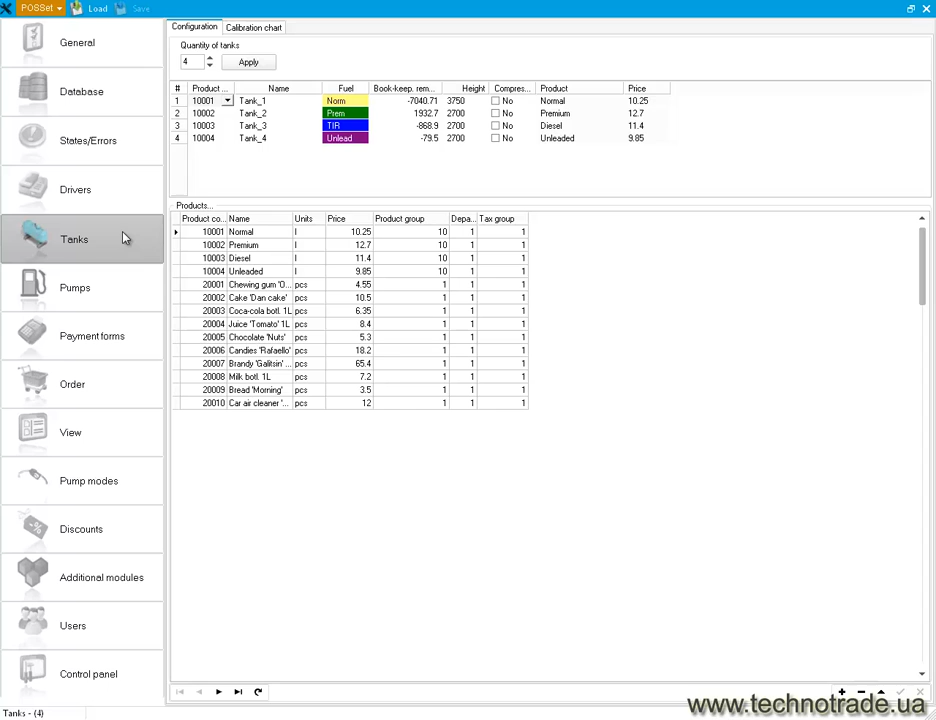 POSSet Load Save
Configuration Calibration chart
Quantity of tanks
4 Apply
# Product ... Name Fuel Book-keep. rem... Height Compres... Product Price
1 10001 Tank_1 Norm -7040.71 3750 No Normal 10.25
2 10002 Tank_2 Prem 1932.7 2700 No Premium 12.7
3 10003 Tank_3 TIR -868.9 2700 No Diesel 11.4
4 10004 Tank_4 Unlead -79.5 2700 No Unleaded 9.85
Products...
Product co... Name Units Price Product group Depa... Tax group
10001 Normal l 10.25 10 1 1
10002 Premium l 12.7 10 1 1
10003 Diesel l 11.4 10 1 1
10004 Unleaded l 9.85 10 1 1
20001 Chewing gum 'O... pcs 4.55 1 1 1
20002 Cake 'Dan cake' pcs 10.5 1 1 1
20003 Coca-cola botl. 1L pcs 6.35 1 1 1
20004 Juice 'Tomato' 1L pcs 8.4 1 1 1
20005 Chocolate 'Nuts' pcs 5.3 1 1 1
20006 Candies 'Rafaello' pcs 18.2 1 1 1
20007 Brandy 'Galitsin' ... pcs 65.4 1 1 1
20008 Milk botl. 1L pcs 7.2 1 1 1
20009 Bread 'Morning' pcs 3.5 1 1 1
20010 Car air cleaner '... pcs 12 1 1 1
General
Database
States/Errors
Drivers
Tanks
Pumps
Payment forms
Order
View
Pump modes
Discounts
Additional modules
Users
Control panel
Tanks - (4)
www.technotrade.ua